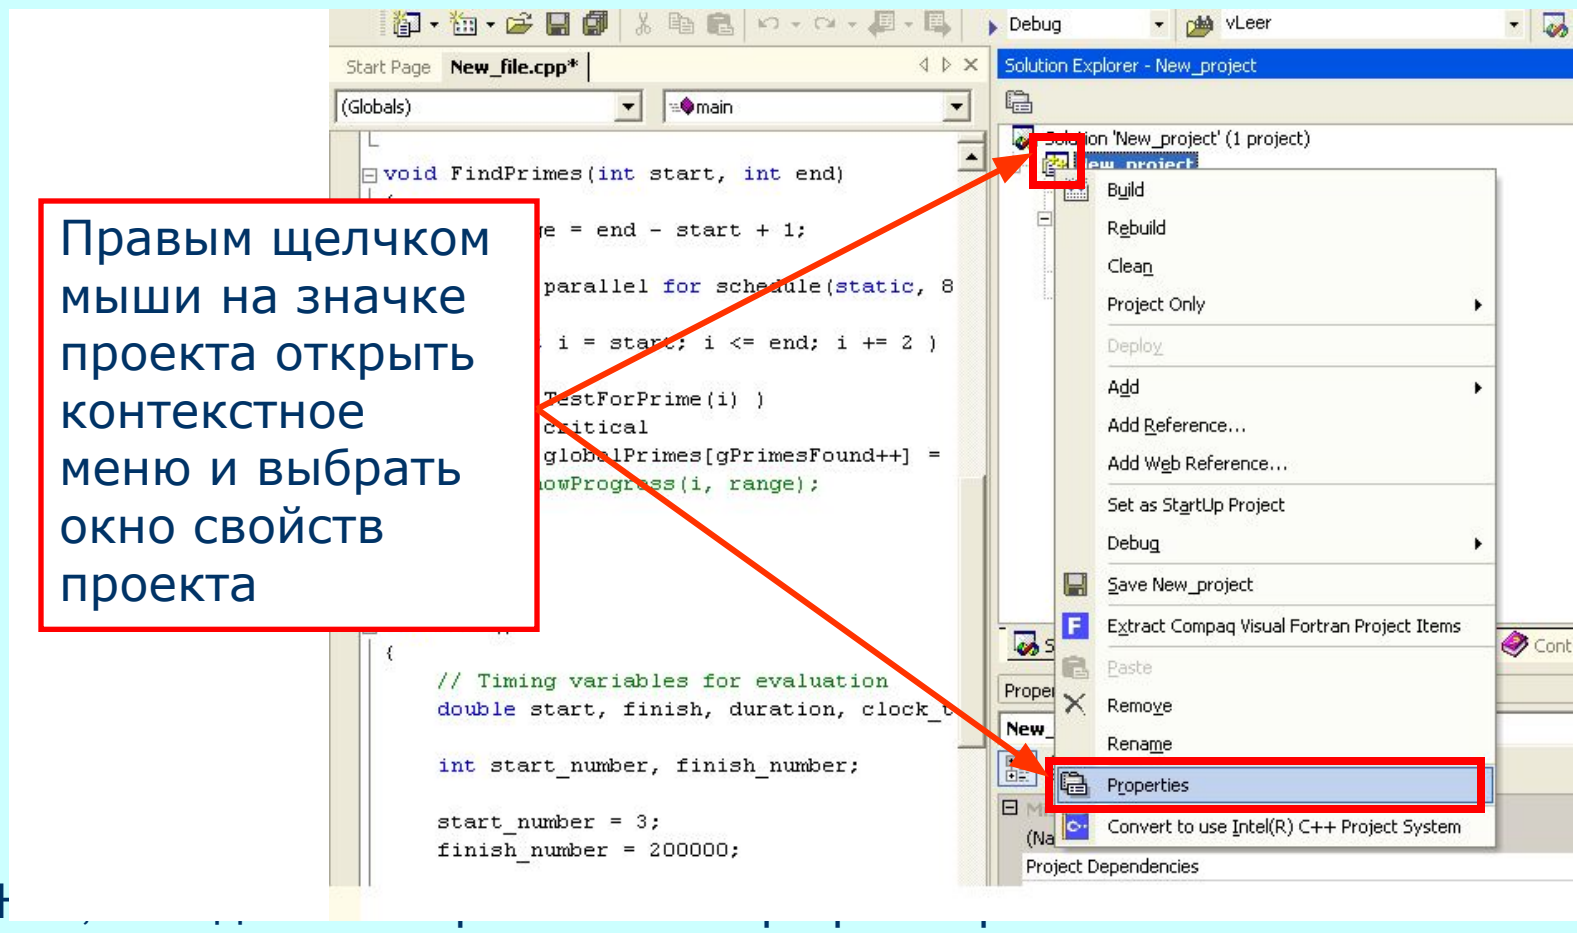 Debug vLeer
Start Page New_file.cpp*
Solution Explorer - New_project
(Globals) main
Solution 'New_project' (1 project)
New_project
void FindPrimes(int start, int end)
{
= end - start + 1;
parallel for schedule(static, 8
i = start; i <= end; i += 2 )
TestForPrime(i) )
critical
globalPrimes[gPrimesFound++] =
howProgress(i, range);
{
// Timing variables for evaluation
double start, finish, duration, clock_t
int start_number, finish_number;
start_number = 3;
finish_number = 200000;
Правым щелчком
мыши на значке
проекта открыть
контекстное
меню и выбрать
окно свойств
проекта
Build
Rebuild
Clean
Project Only
Deploy
Add
Add Reference...
Add Web Reference...
Set as StartUp Project
Debug
Save New_project
Extract Compaq Visual Fortran Project Items
Paste
Remove
Rename
Properties
Convert to use Intel(R) C++ Project System
Cont
Proper
New_
(Na
Project Dependencies